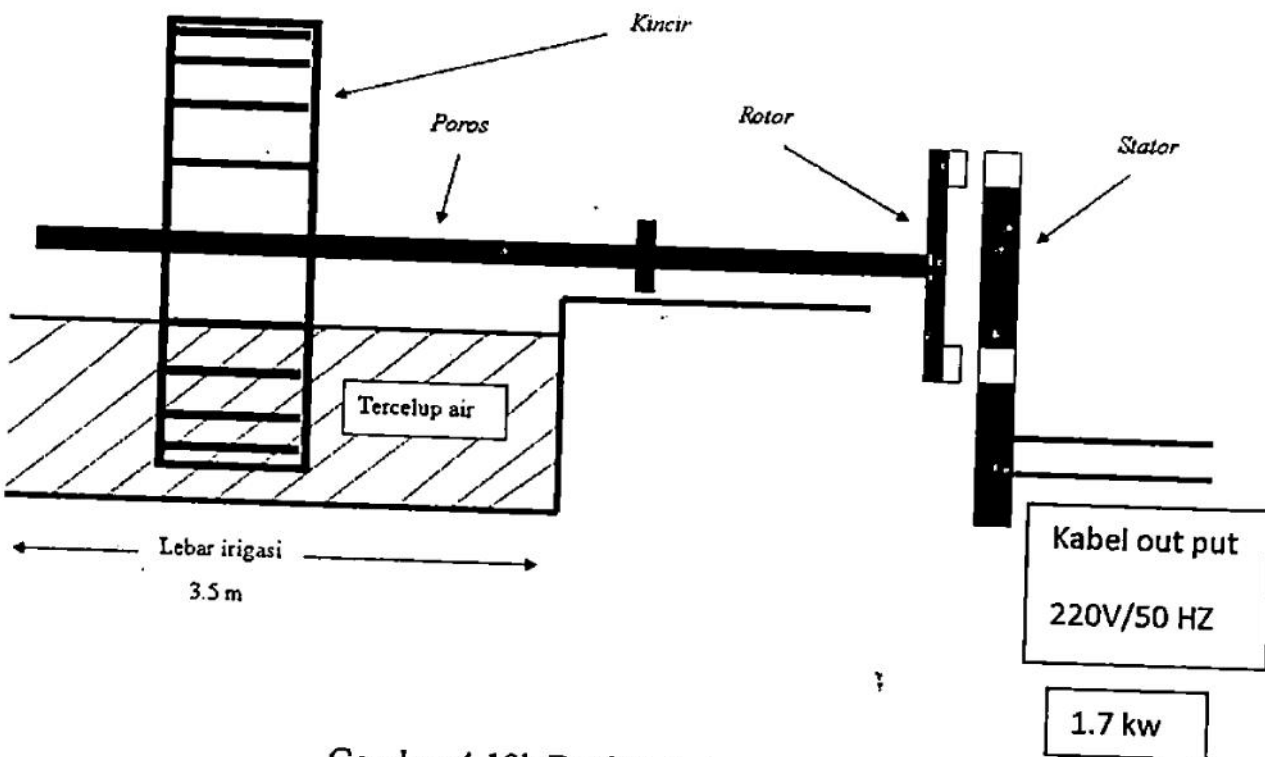 Kincir
Poros
Rotor
Stator
Tercelup air
Lebar irigasi
3.5 m
Kabel out put
220V/50 HZ
1.7 kw